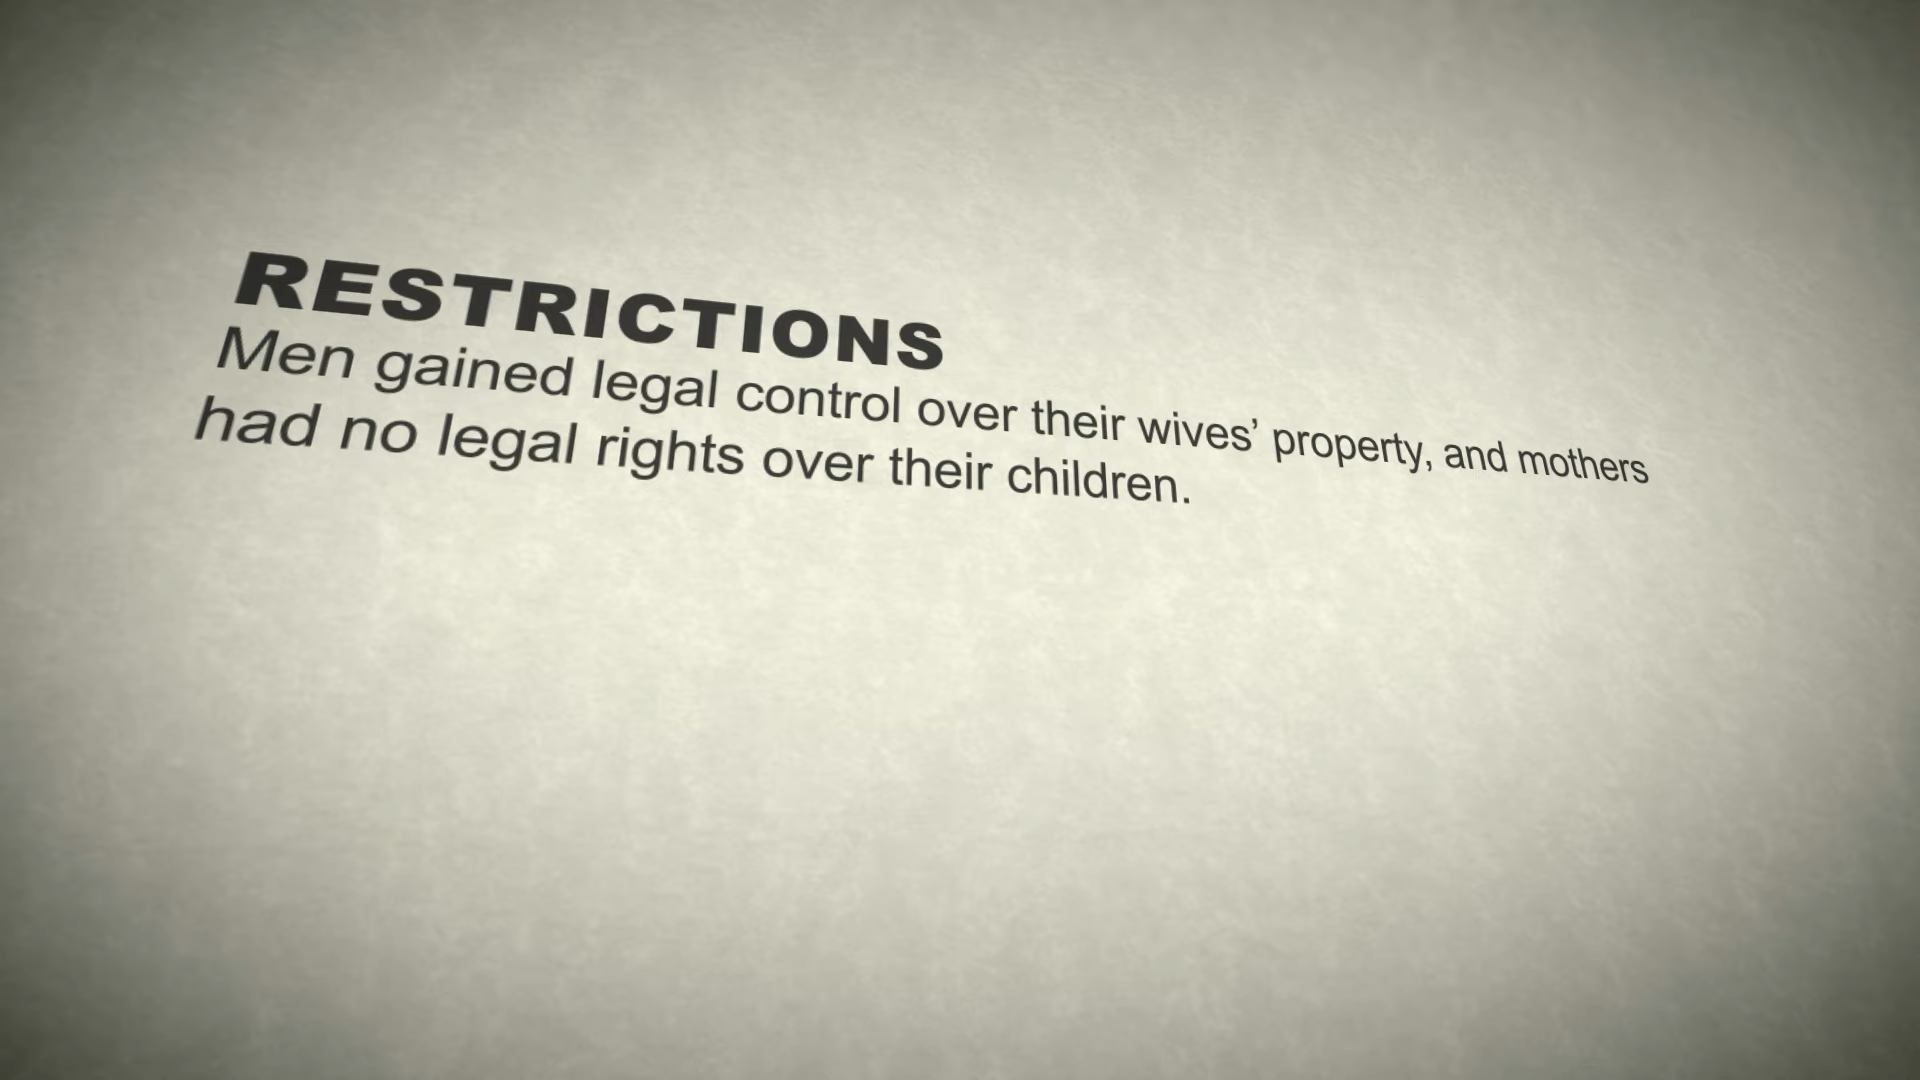 RESTRICTIONS
Men gained legal control over their wives’ property, and mothers
had no legal rights over their children.